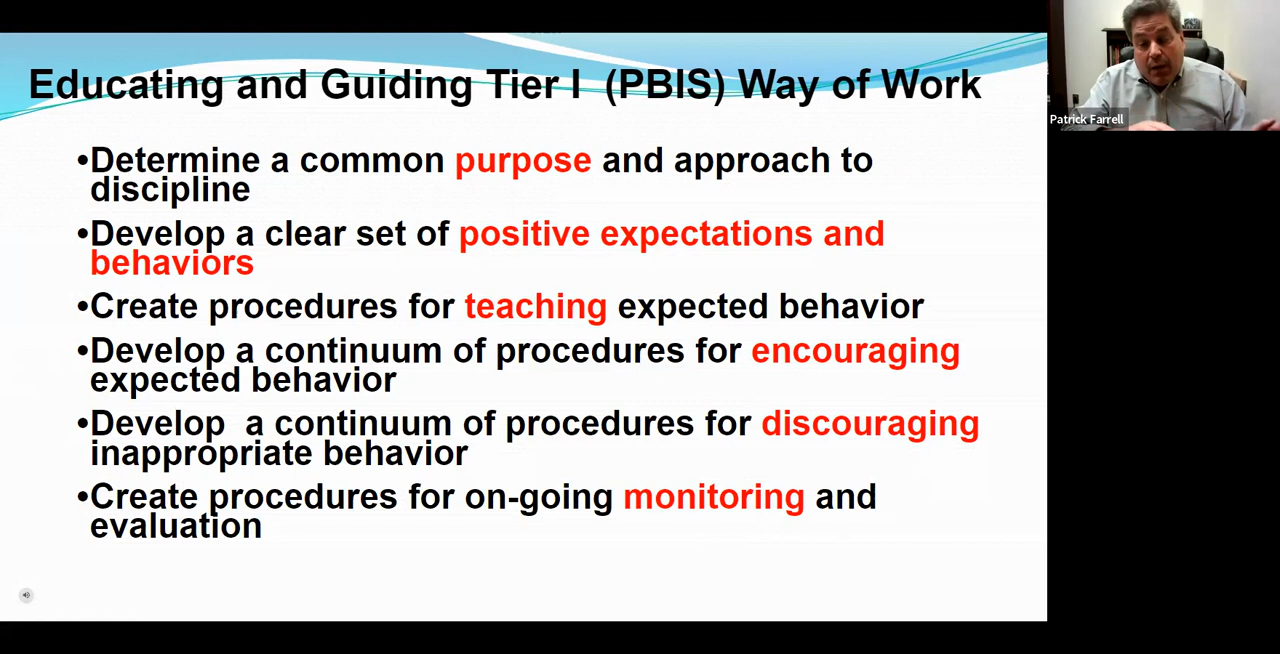 Educating and Guiding Tier I  (PBIS) Way of Work
•Determine a common purpose and approach to
discipline
•Develop a clear set of positive expectations and
behaviors
•Create procedures for teaching expected behavior
•Develop a continuum of procedures for encouraging
expected behavior
•Develop  a continuum of procedures for discouraging
inappropriate behavior
•Create procedures for on-going monitoring and
evaluation
Patrick Farrell